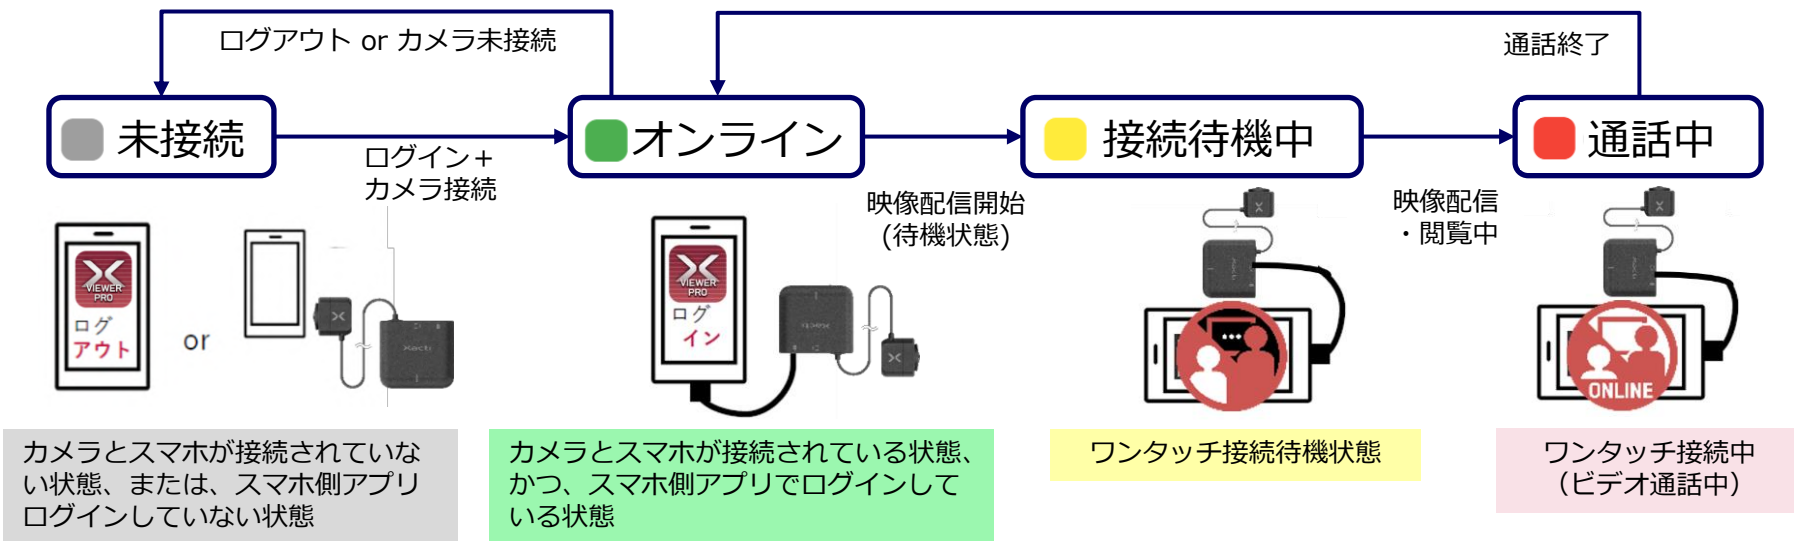 ログアウト or カメラ未接続
通話終了
未接続
オンライン
接続待機中
通話中
ログイン＋
カメラ接続
映像配信開始
(待機状態)
映像配信
・閲覧中
VIEWER
PRO
ログ
アウト
or
Xacti
VIEWER
PRO
ログ
イン
Xacti
Xacti
Xacti
ONLINE
カメラとスマホが接続されていな
い状態、または、スマホ側アプリ
ログインしていない状態
カメラとスマホが接続されている状態、
かつ、スマホ側アプリでログインして
いる状態
ワンタッチ接続待機状態
ワンタッチ接続中
（ビデオ通話中）